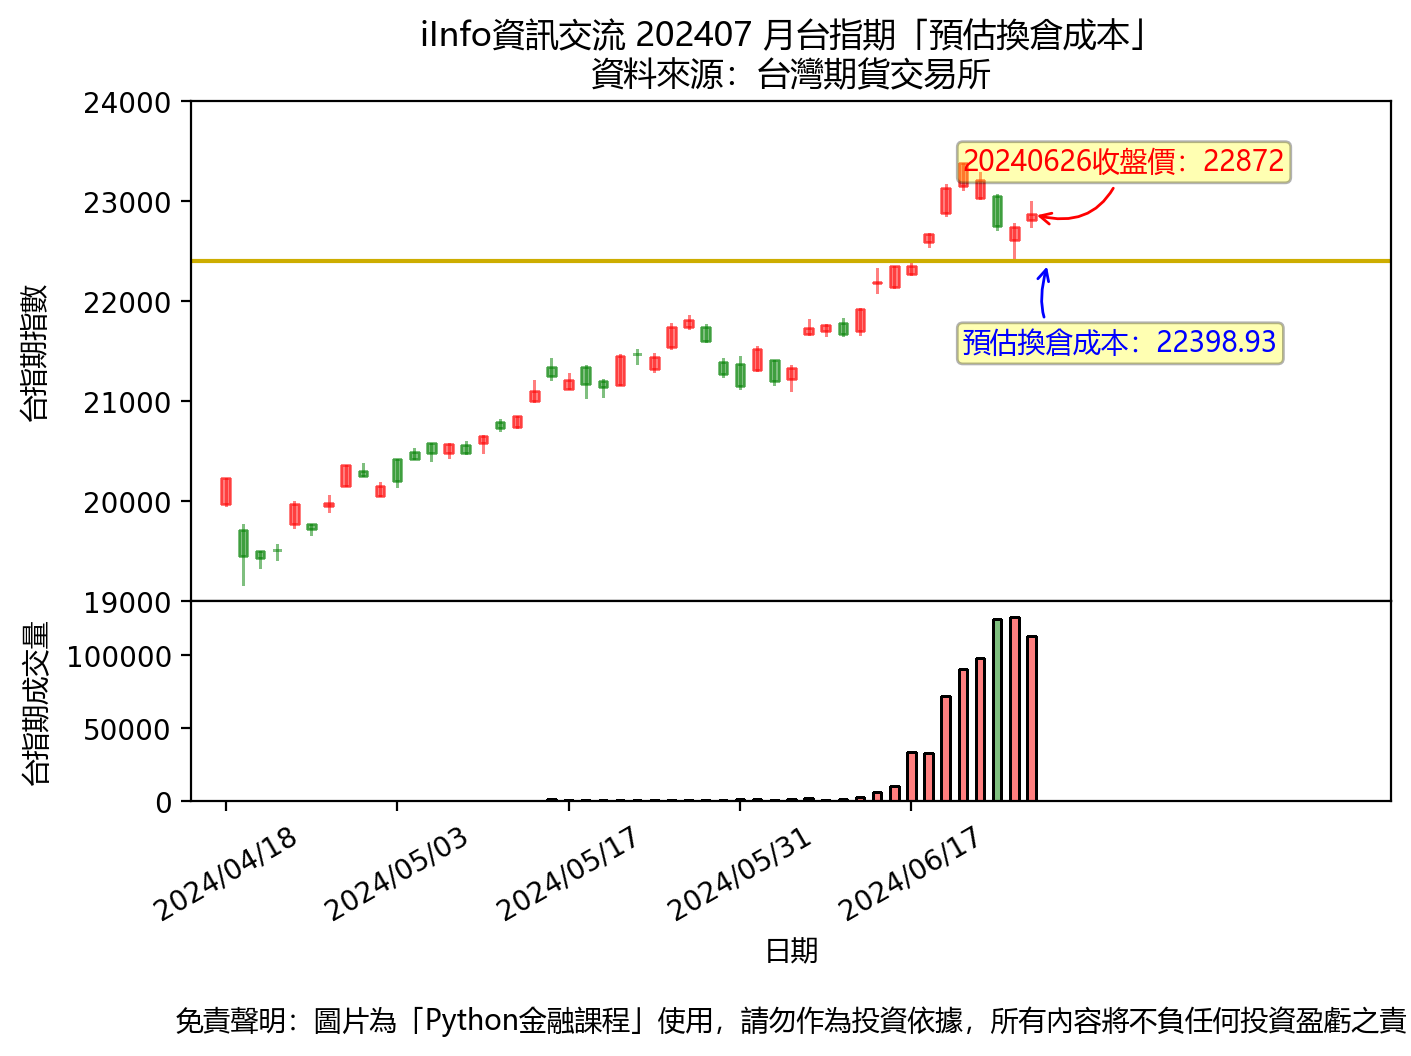 iInfo資訊交流 202407 月台指期「預估換倉成本」
資料來源：台灣期貨交易所
台指期指數
24000
23000
22000
21000
20000
19000
20240626收盤價：22872
預估換倉成本：22398.93
台指期成交量
100000
50000
0
2024/04/18
2024/05/03
2024/05/17
2024/05/31
2024/06/17
日期
免責聲明：圖片為「Python金融課程」使用，請勿作為投資依據，所有內容將不負任何投資盈虧之責